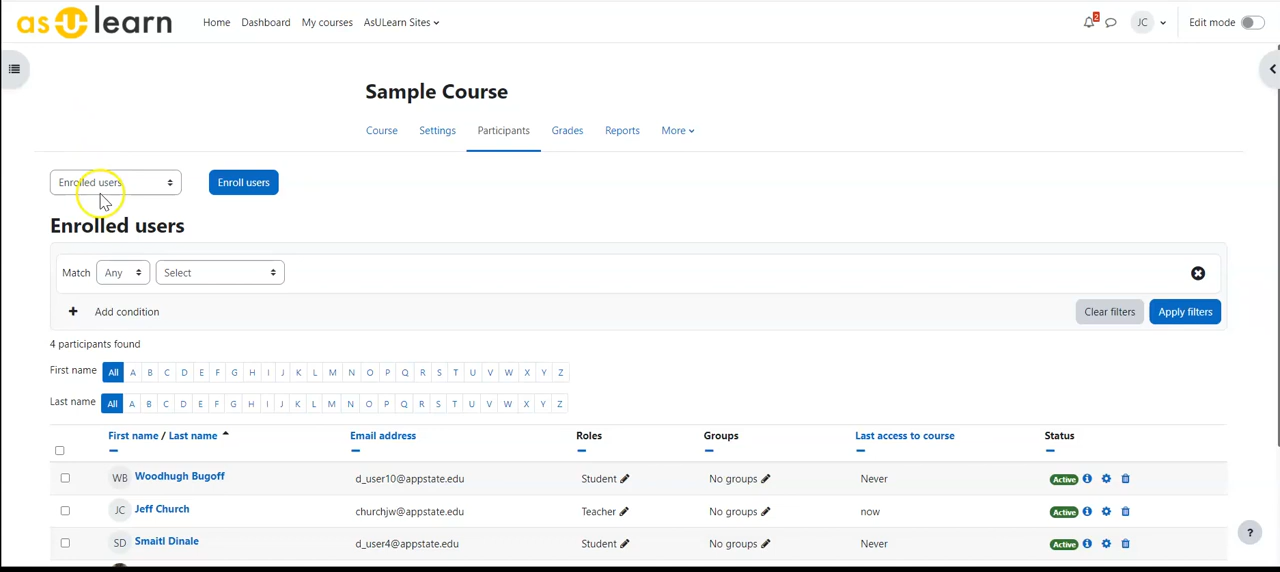 as U learn Home Dashboard My courses AsULearn Sites 2 JC Edit mode
Sample Course
Course Settings Participants Grades Reports More
Enrolled users Enroll users
Enrolled users
Match Any Select
+ Add condition Clear filters Apply filters
4 participants found
First name All A B C D E F G H I J K L M N O P Q R S T U V W X Y Z
Last name All A B C D E F G H I J K L M N O P Q R S T U V W X Y Z
First name / Last name Email address Roles Groups Last access to course Status
WB Woodhugh Bugoff d_user10@appstate.edu Student No groups Never Active
JC Jeff Church churchjw@appstate.edu Teacher No groups now Active
SD Smaitl Dinale d_user4@appstate.edu Student No groups Never Active
?